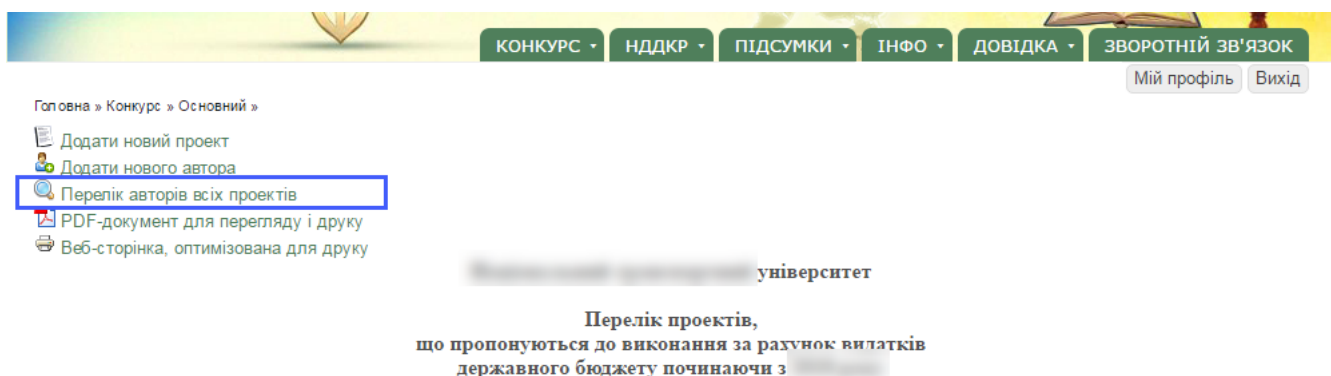 КОНКУРС НДДКР ПІДСУМКИ ІНФО ДОВІДКА ЗВОРОТНІЙ ЗВ'ЯЗОК
Мій профіль Вихід
Головна » Конкурс » Основний »
Додати новий проект
Додати нового автора
Перелік авторів всіх проектів
PDF-документ для перегляду і друку
Веб-сторінка, оптимізована для друку
університет
Перелік проектів,
що пропонуються до виконання за рахунок видатків
державного бюджету починаючи з